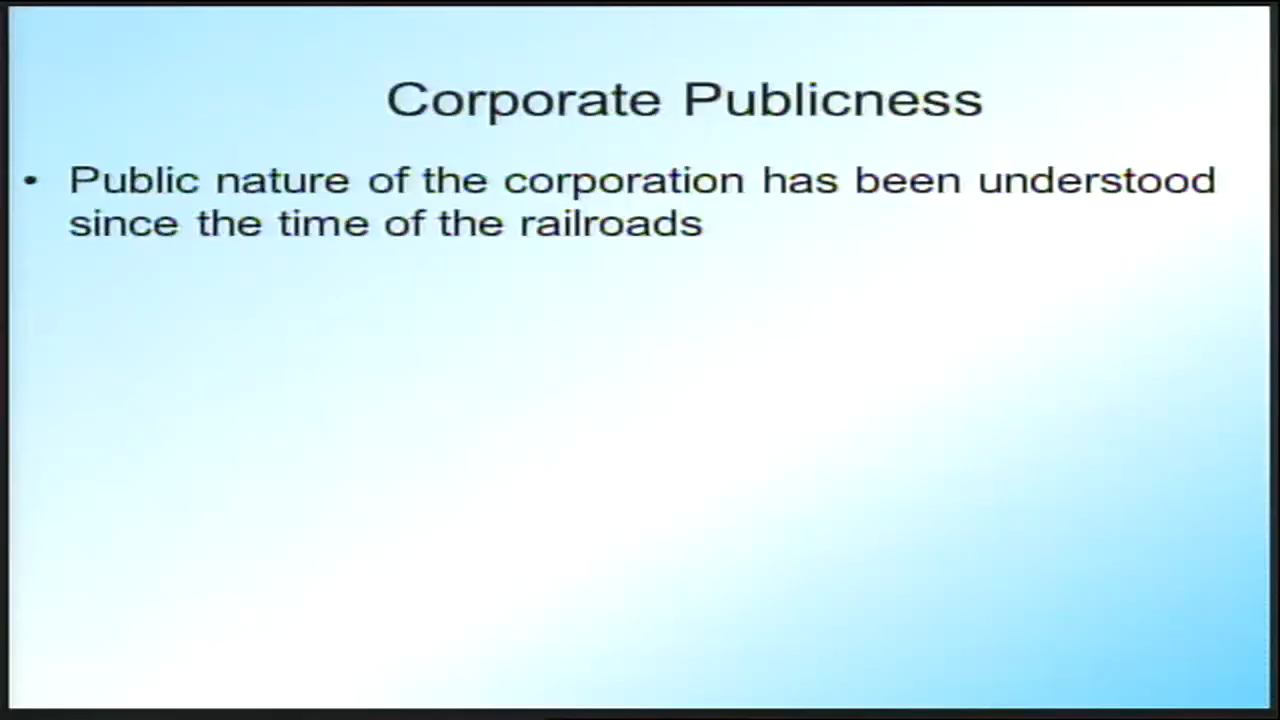 Corporate Publicness
• Public nature of the corporation has been understood
since the time of the railroads